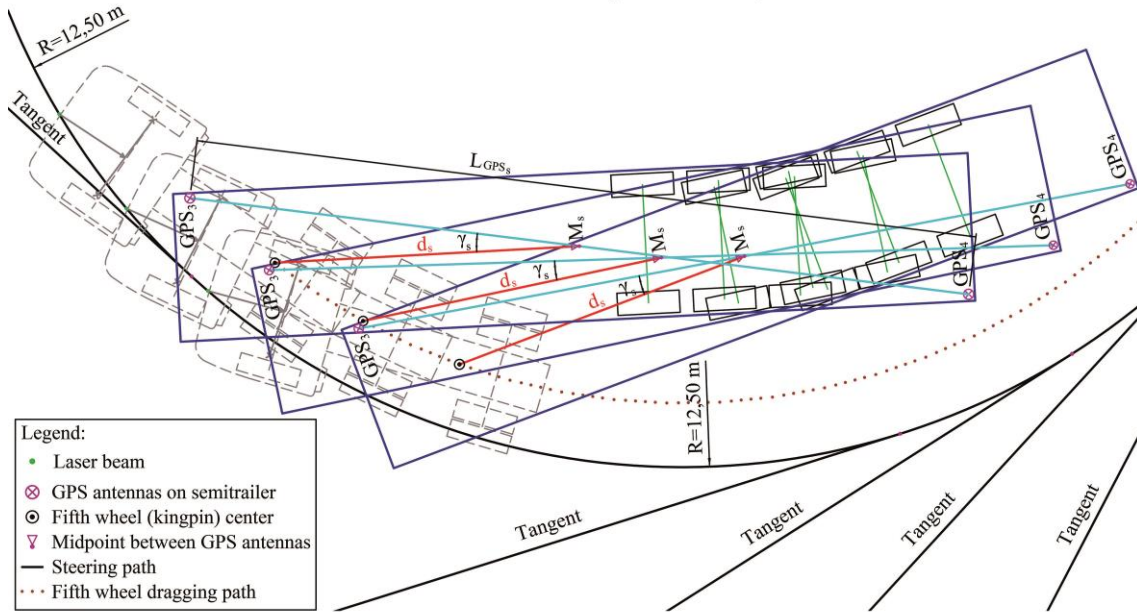 R=12,50 m
Tangent
GPS3
GPS3
GPS3
LGPSs
ds
γs
Ms
ds
γs
Ms
ds
γs
Ms
GPS4
GPS4
GPS4
R=12,50 m
Tangent
Tangent
Tangent
Tangent
Legend:
Laser beam
GPS antennas on semitrailer
Fifth wheel (kingpin) center
Midpoint between GPS antennas
Steering path
Fifth wheel dragging path